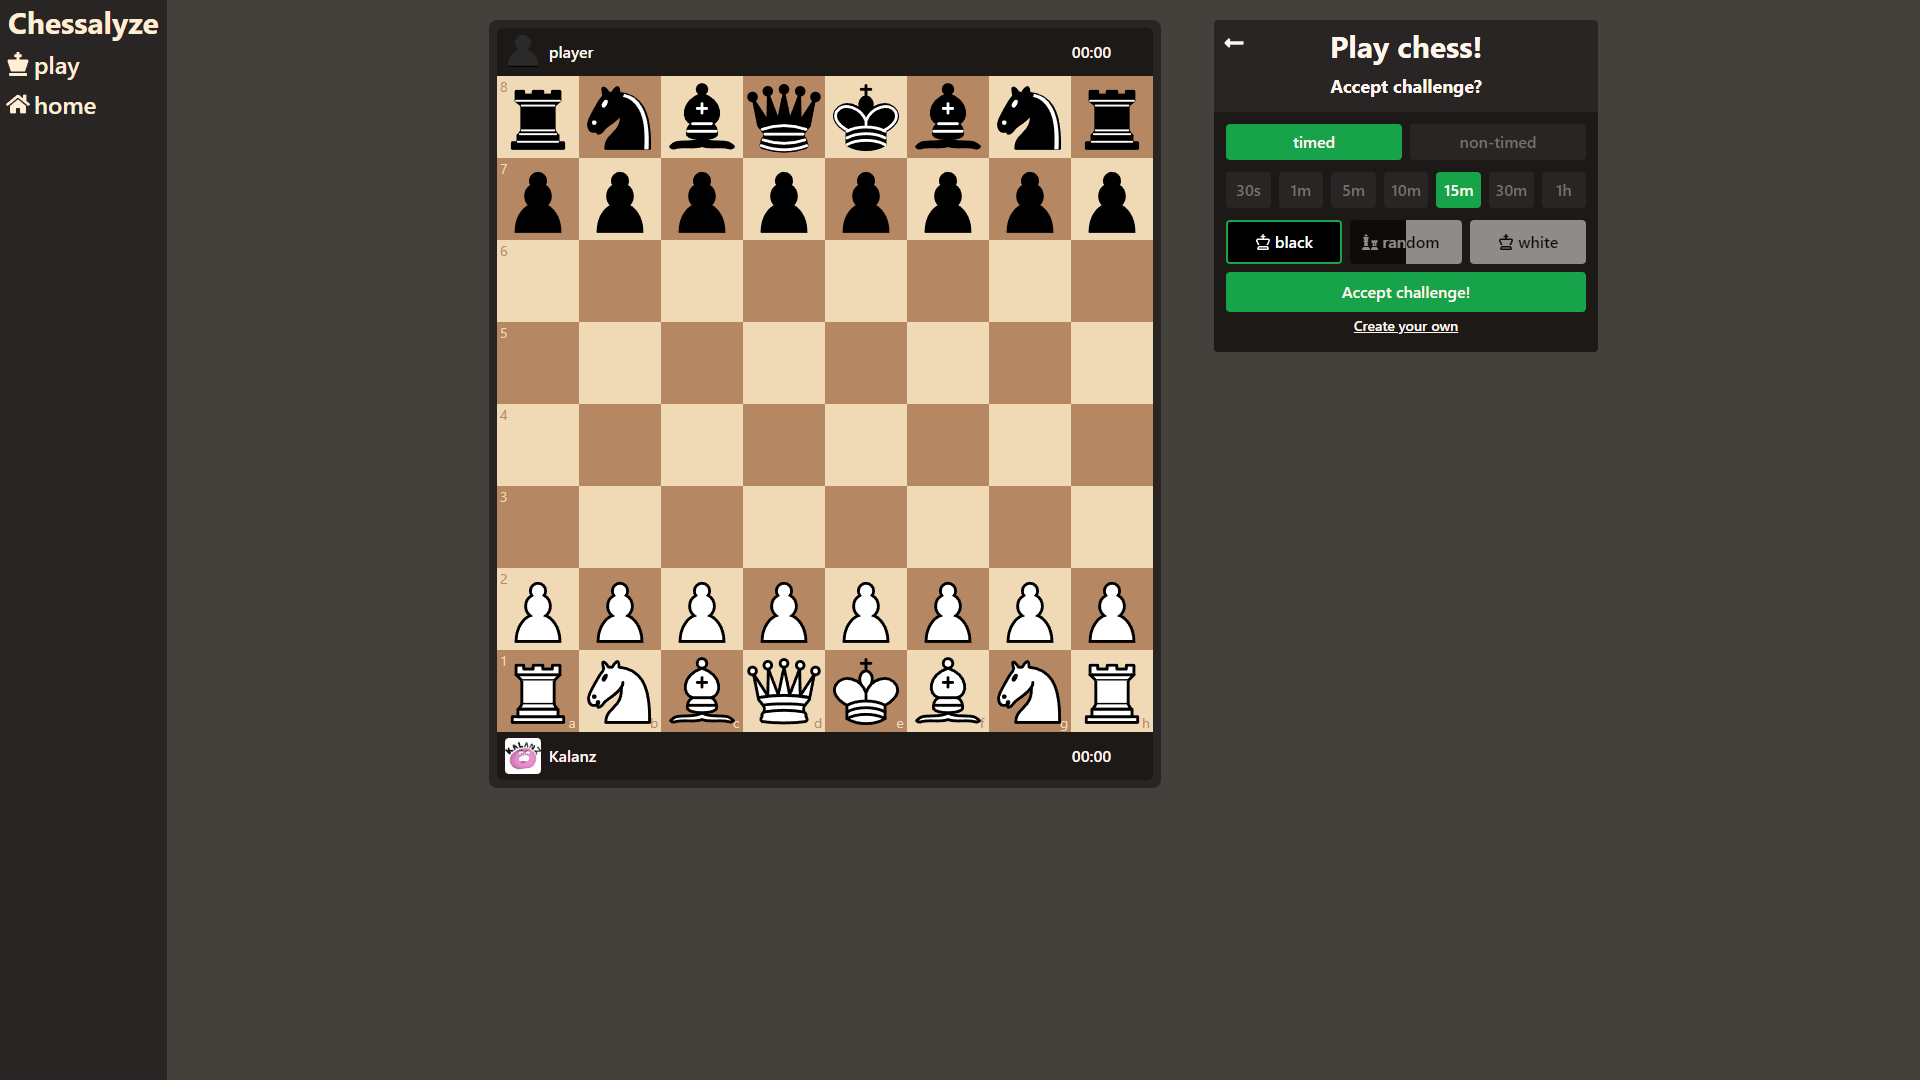 Chessalyze
play
home
player 00:00
8
7
6
5
4
3
2
1
a b c d e f g h
KALANZ
Kalanz 00:00
Play chess!
Accept challenge?
timed non-timed
30s 1m 5m 10m 15m 30m 1h
black random white
Accept challenge!
Create your own